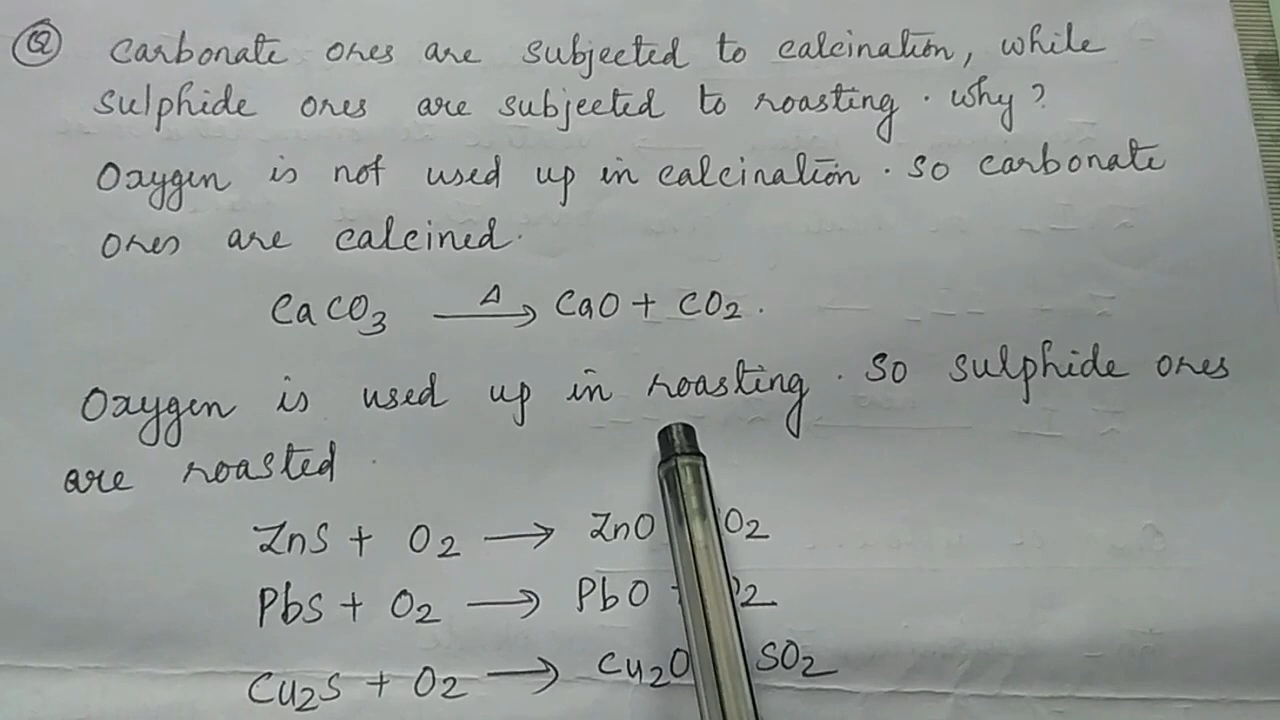 Q Carbonate ores are subjected to calcination, while
sulphide ores are subjected to roasting. Why?
Oxygen is not used up in calcination. So carbonate
ores are calcined.
CaCO3 —Δ→ CaO + CO2.
Oxygen is used up in roasting. So sulphide ores
are roasted.
ZnS + O2 → ZnO O2
PbS + O2 → PbO + 2
Cu2S + O2 → Cu2O SO2